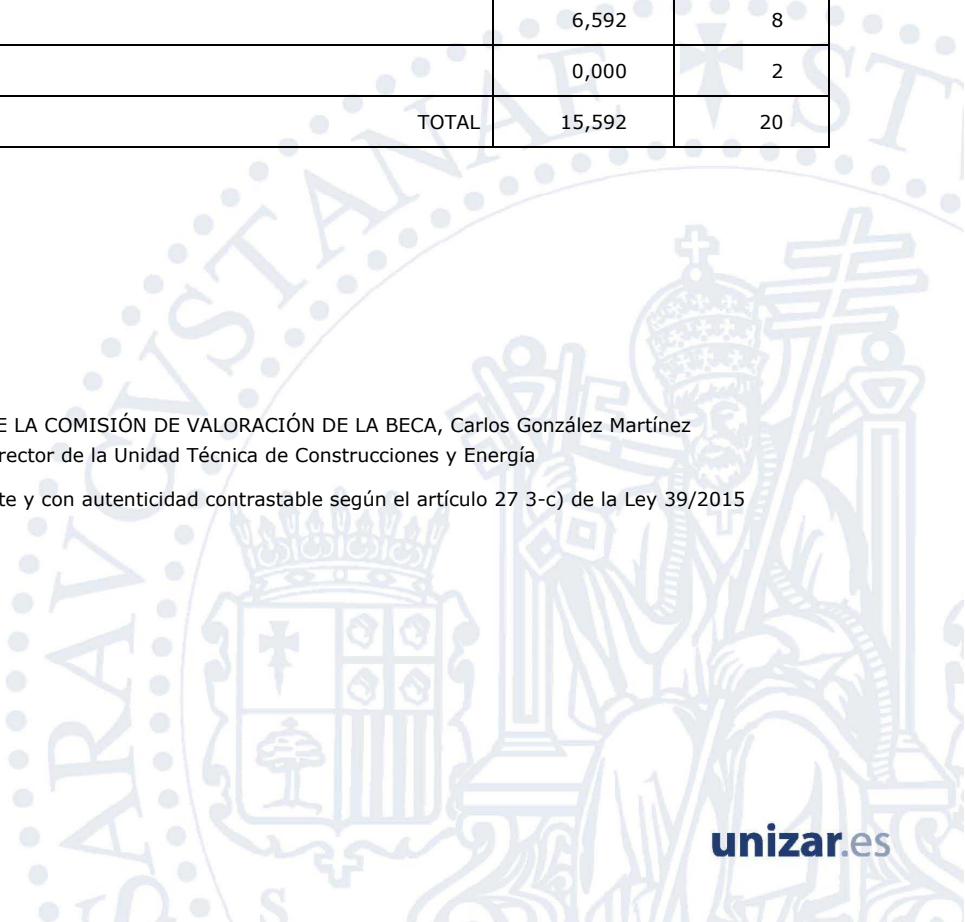 6,592 8
0,000 2
TOTAL 15,592 20
E LA COMISIÓN DE VALORACIÓN DE LA BECA, Carlos González Martínez
rector de la Unidad Técnica de Construcciones y Energía
te y con autenticidad contrastable según el artículo 27 3-c) de la Ley 39/2015
unizar.es